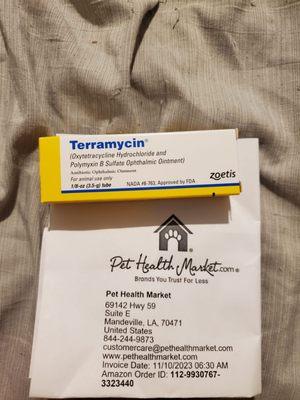 Terramycin®
(Oxytetracycline Hydrochloride and
Polymyxin B Sulfate Ophthalmic Ointment)
Antibiotic Ophthalmic Ointment
For animal use only
1/8-oz (3.5-g) tube
NADA #8-763, Approved by FDA
zoetis
Pet Health Market.com®
Brands You Trust For Less
Pet Health Market
69142 Hwy 59
Suite E
Mandeville, LA, 70471
United States
844-244-9873
customercare@pethealthmarket.com
pethealthmarket.com
Invoice Date: 11/10/2023 06:30 AM
Amazon Order ID: 112-9930767-
3323440